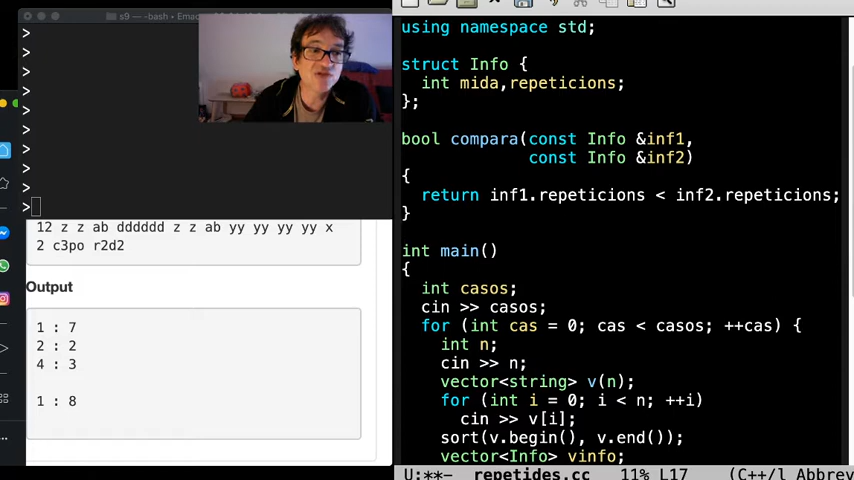 s9 — -bash — Emac
>
>
>
>
>
>
>
>
>
>
12 z z ab dddddd z z ab yy yy yy yy x
2 c3po r2d2
Output
1 : 7
2 : 2
4 : 3
1 : 8
using namespace std;
struct Info {
int mida,repeticions;
};
bool compara(const Info &inf1,
const Info &inf2)
{
return inf1.repeticions < inf2.repeticions;
}
int main()
{
int casos;
cin >> casos;
for (int cas = 0; cas < casos; ++cas) {
int n;
cin >> n;
vector<string> v(n);
for (int i = 0; i < n; ++i)
cin >> v[i];
sort(v.begin(), v.end());
vector<Info> vinfo;
U:**- repetides.cc 11% L17 (C++/l Abbrev